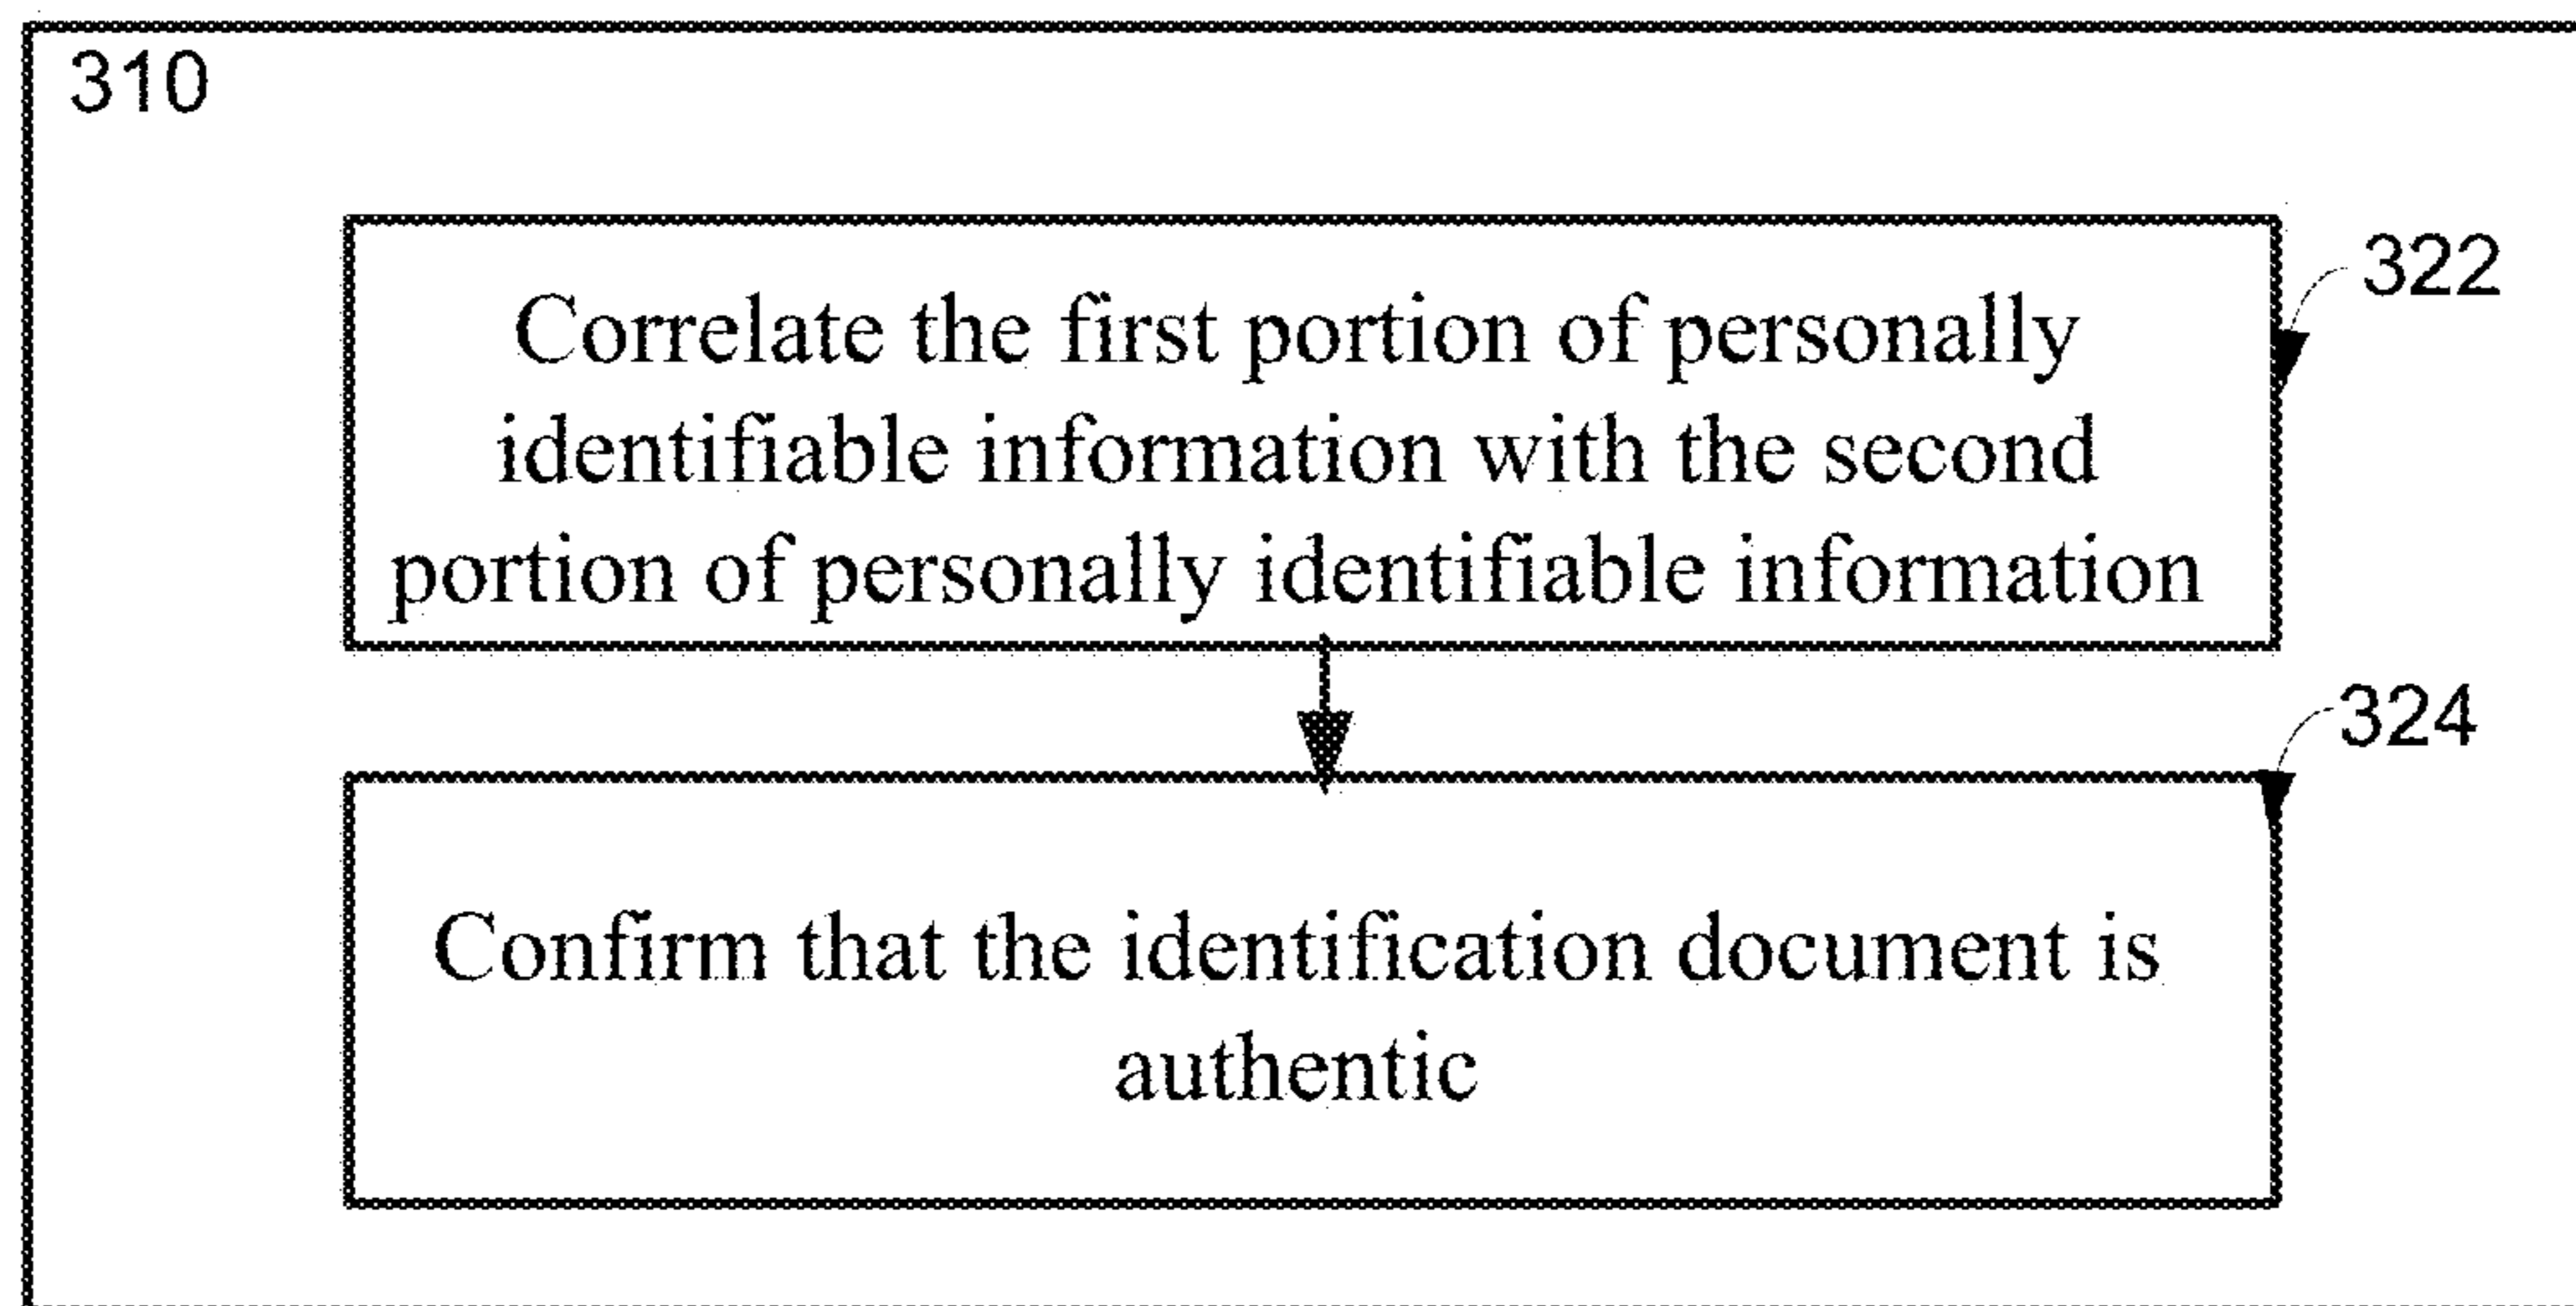 310
322
Correlate the first portion of personally
identifiable information with the second
portion of personally identifiable information
324
Confirm that the identification document is
authentic